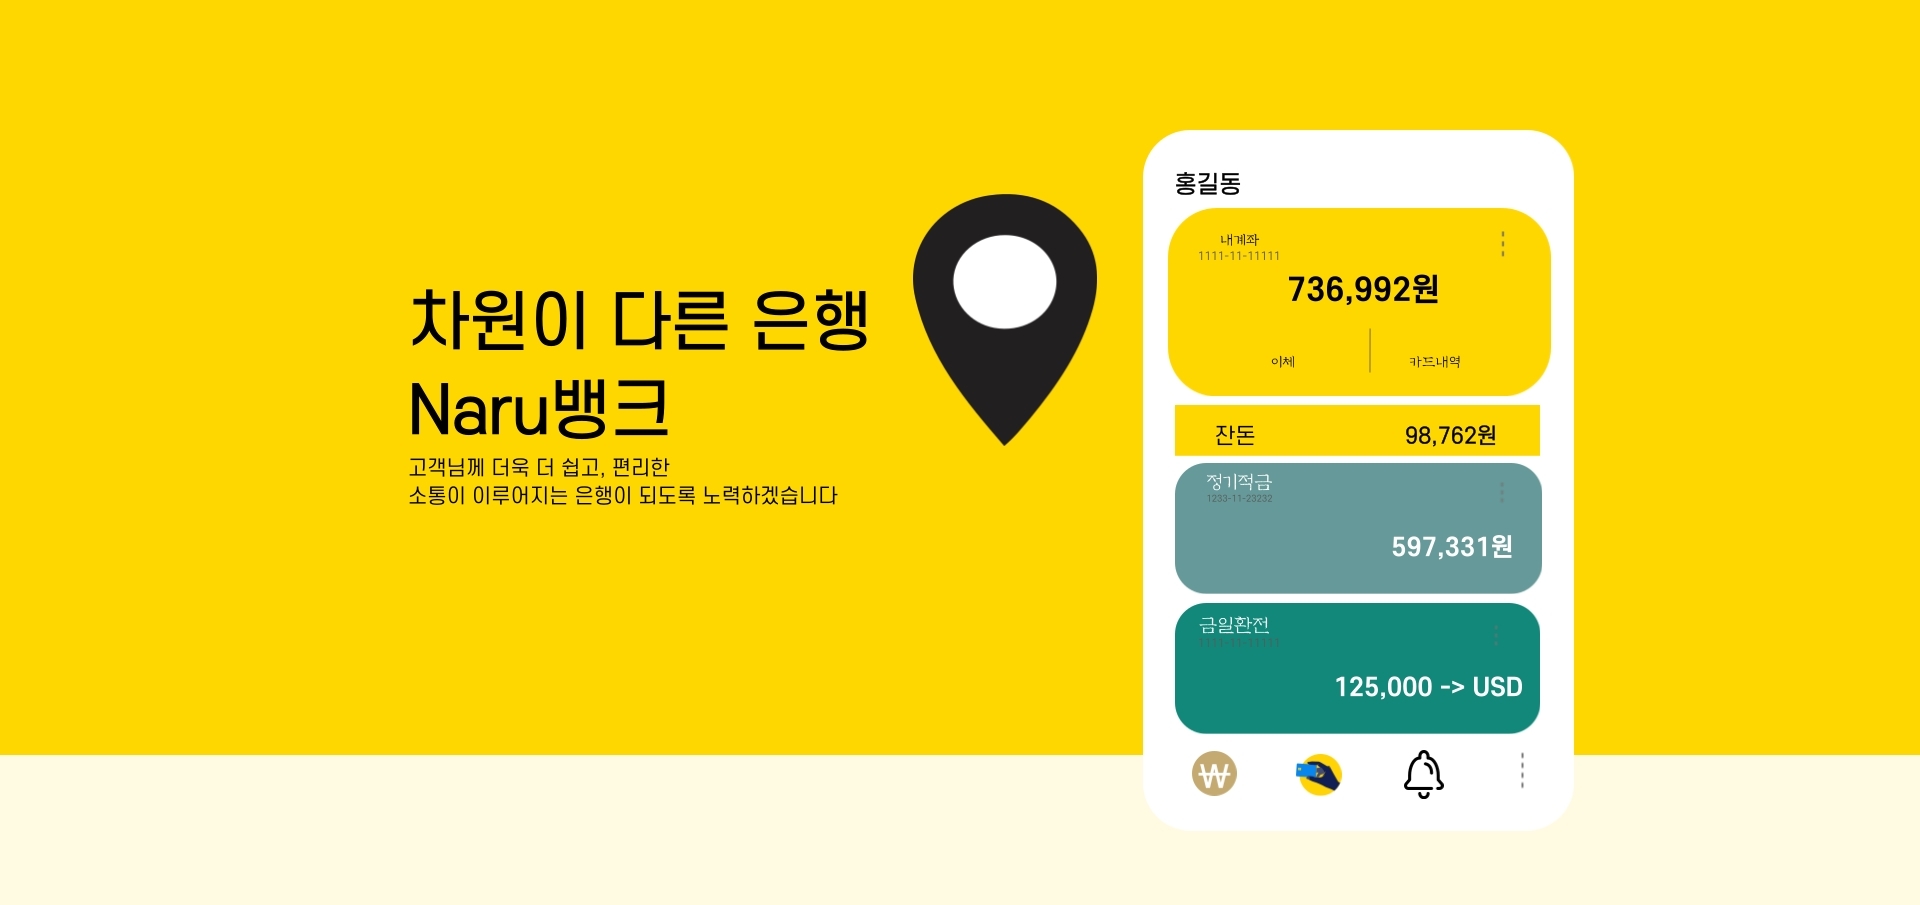 차원이 다른 은행
Naru뱅크
고객님께 더욱 더 쉽고, 편리한
소통이 이루어지는 은행이 되도록 노력하겠습니다
홍길동
내계좌
1111-11-11111
736,992원
이체
카드내역
잔돈
98,762원
정기적금
1233-11-23232
597,331원
금일환전
1111-11-11111
125,000 -> USD
₩